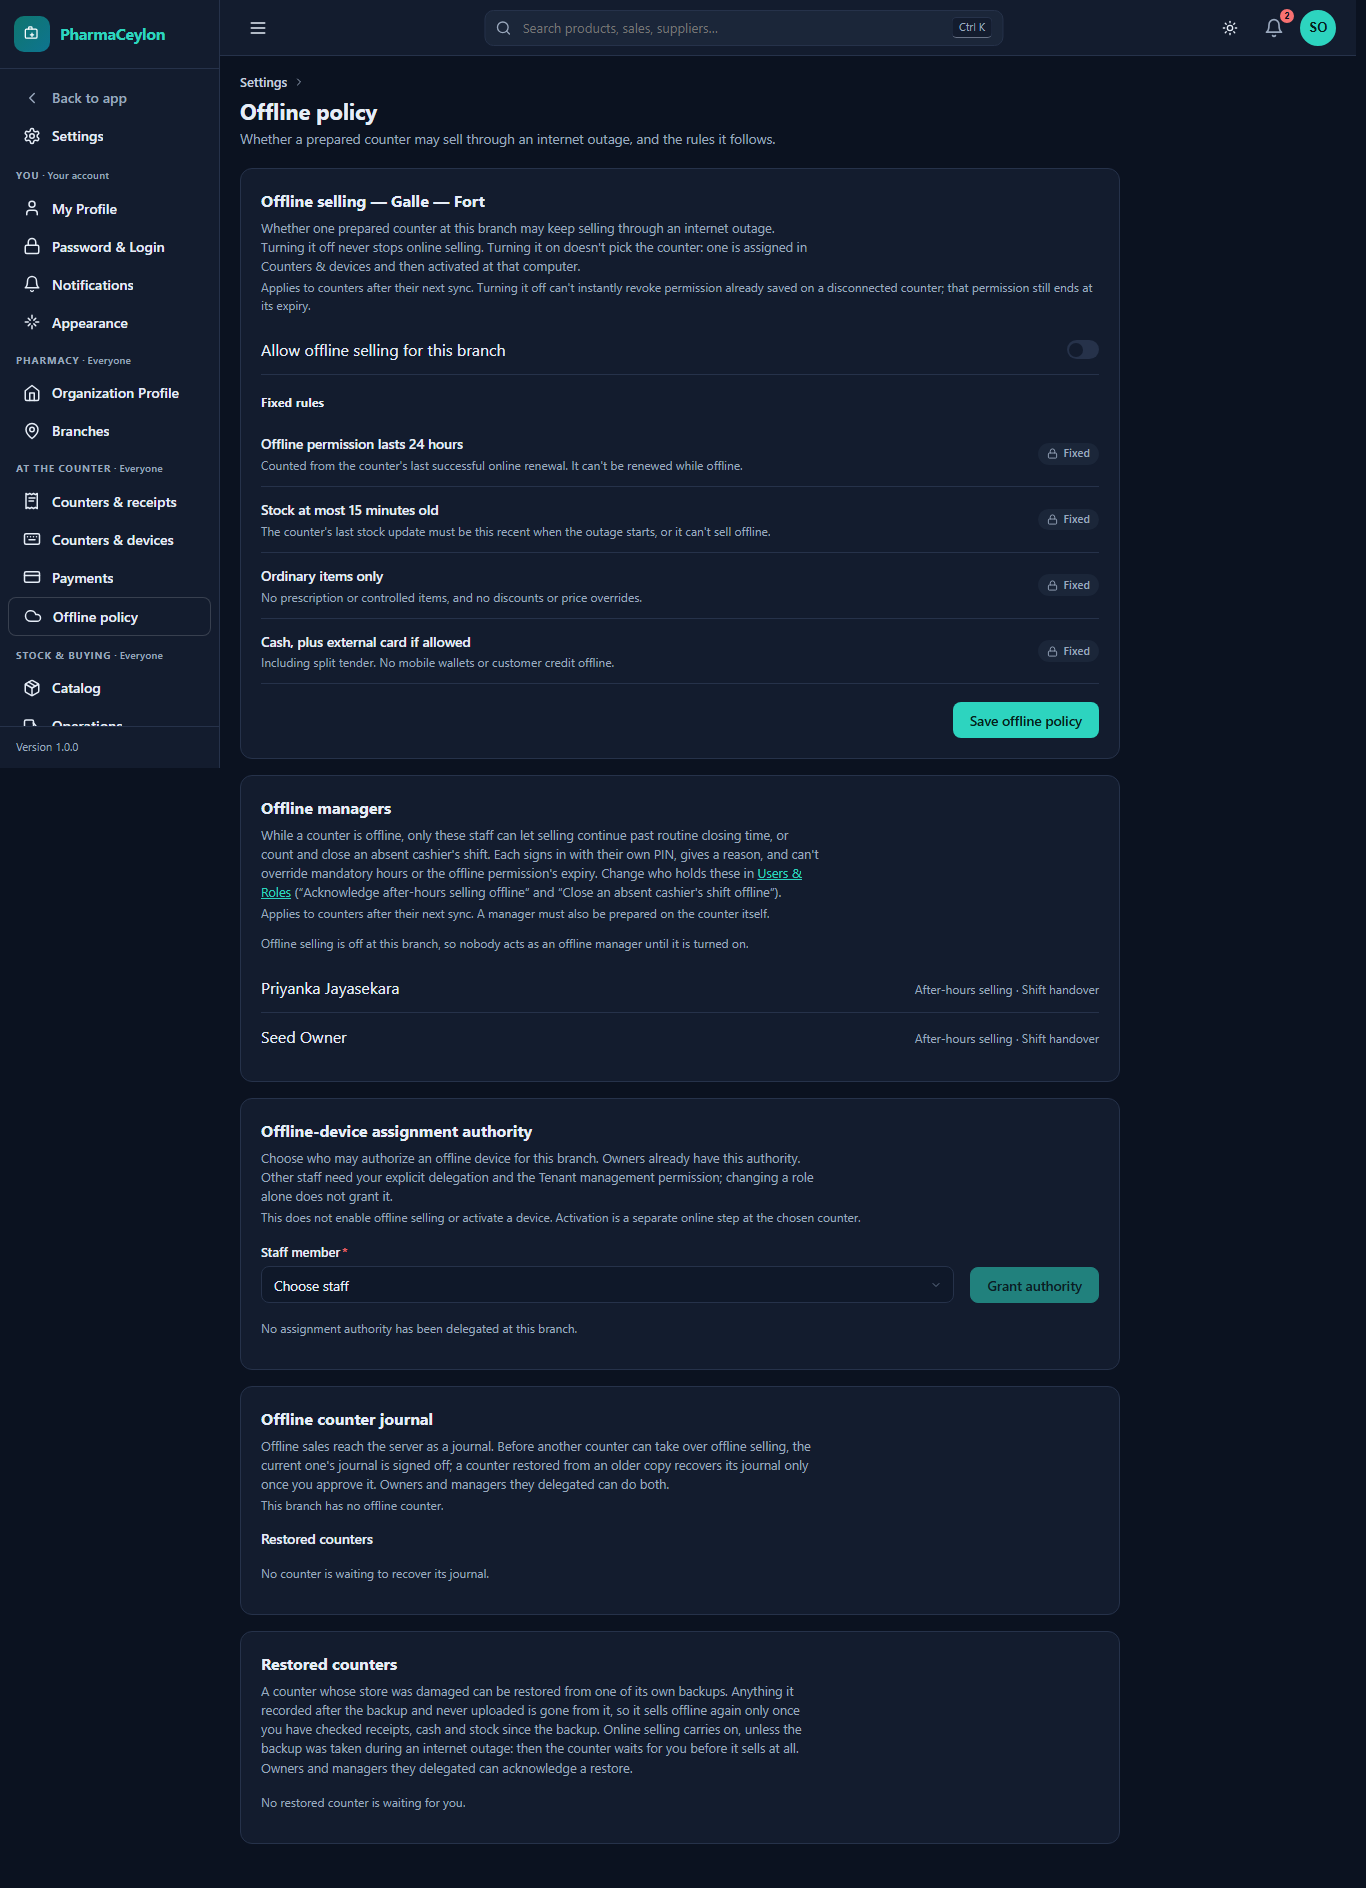 PharmaCeylon
Search products, sales, suppliers...
Ctrl K
2
SO
Back to app
Settings
YOU · Your account
My Profile
Password & Login
Notifications
Appearance
PHARMACY · Everyone
Organization Profile
Branches
AT THE COUNTER · Everyone
Counters & receipts
Counters & devices
Payments
Offline policy
STOCK & BUYING · Everyone
Catalog
Operations
Version 1.0.0
Settings
Offline policy
Whether a prepared counter may sell through an internet outage, and the rules it follows.
Offline selling — Galle — Fort
Whether one prepared counter at this branch may keep selling through an internet outage.
Turning it off never stops online selling. Turning it on doesn't pick the counter: one is assigned in
Counters & devices and then activated at that computer.
Applies to counters after their next sync. Turning it off can't instantly revoke permission already saved on a disconnected counter; that permission still ends at
its expiry.
Allow offline selling for this branch
Fixed rules
Offline permission lasts 24 hours
Counted from the counter's last successful online renewal. It can't be renewed while offline.
Fixed
Stock at most 15 minutes old
The counter's last stock update must be this recent when the outage starts, or it can't sell offline.
Fixed
Ordinary items only
No prescription or controlled items, and no discounts or price overrides.
Fixed
Cash, plus external card if allowed
Including split tender. No mobile wallets or customer credit offline.
Fixed
Save offline policy
Offline managers
While a counter is offline, only these staff can let selling continue past routine closing time, or
count and close an absent cashier's shift. Each signs in with their own PIN, gives a reason, and can't
override mandatory hours or the offline permission's expiry. Change who holds these in Users &
Roles (“Acknowledge after-hours selling offline” and “Close an absent cashier's shift offline”).
Applies to counters after their next sync. A manager must also be prepared on the counter itself.
Offline selling is off at this branch, so nobody acts as an offline manager until it is turned on.
Priyanka Jayasekara
After-hours selling · Shift handover
Seed Owner
After-hours selling · Shift handover
Offline-device assignment authority
Choose who may authorize an offline device for this branch. Owners already have this authority.
Other staff need your explicit delegation and the Tenant management permission; changing a role
alone does not grant it.
This does not enable offline selling or activate a device. Activation is a separate online step at the chosen counter.
Staff member*
Choose staff
Grant authority
No assignment authority has been delegated at this branch.
Offline counter journal
Offline sales reach the server as a journal. Before another counter can take over offline selling, the
current one's journal is signed off; a counter restored from an older copy recovers its journal only
once you approve it. Owners and managers they delegated can do both.
This branch has no offline counter.
Restored counters
No counter is waiting to recover its journal.
Restored counters
A counter whose store was damaged can be restored from one of its own backups. Anything it
recorded after the backup and never uploaded is gone from it, so it sells offline again only once
you have checked receipts, cash and stock since the backup. Online selling carries on, unless the
backup was taken during an internet outage: then the counter waits for you before it sells at all.
Owners and managers they delegated can acknowledge a restore.
No restored counter is waiting for you.